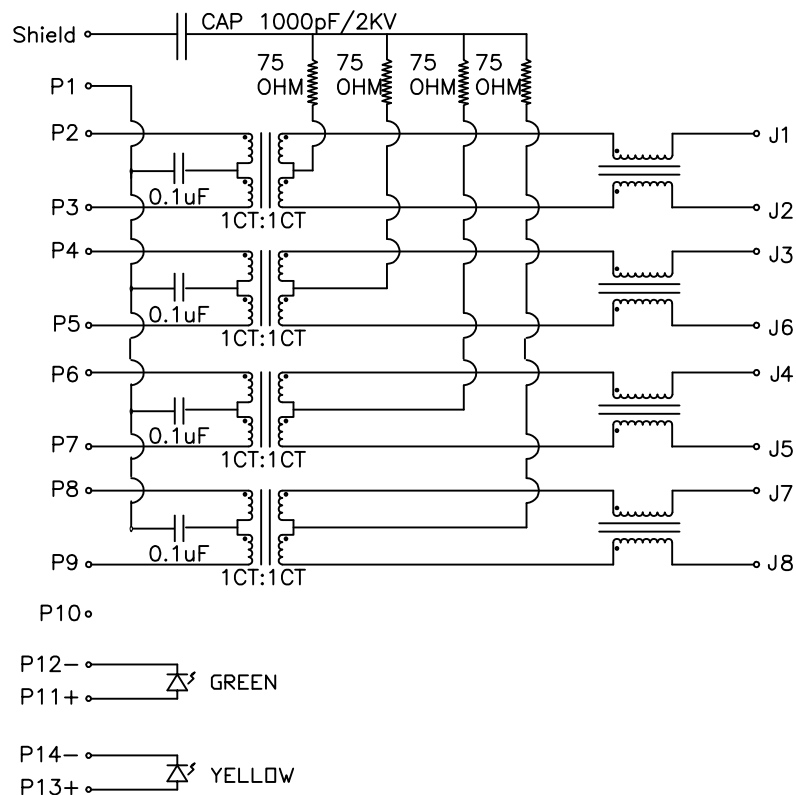 Shield
CAP 1000pF/2KV
75 OHM
75 OHM
75 OHM
75 OHM
P1
P2
J1
0.1uF
P3
J2
1CT:1CT
P4
J3
0.1uF
P5
J6
1CT:1CT
P6
J4
0.1uF
P7
J5
1CT:1CT
P8
J7
0.1uF
P9
J8
1CT:1CT
P10
P12-
GREEN
P11+
P14-
YELLOW
P13+